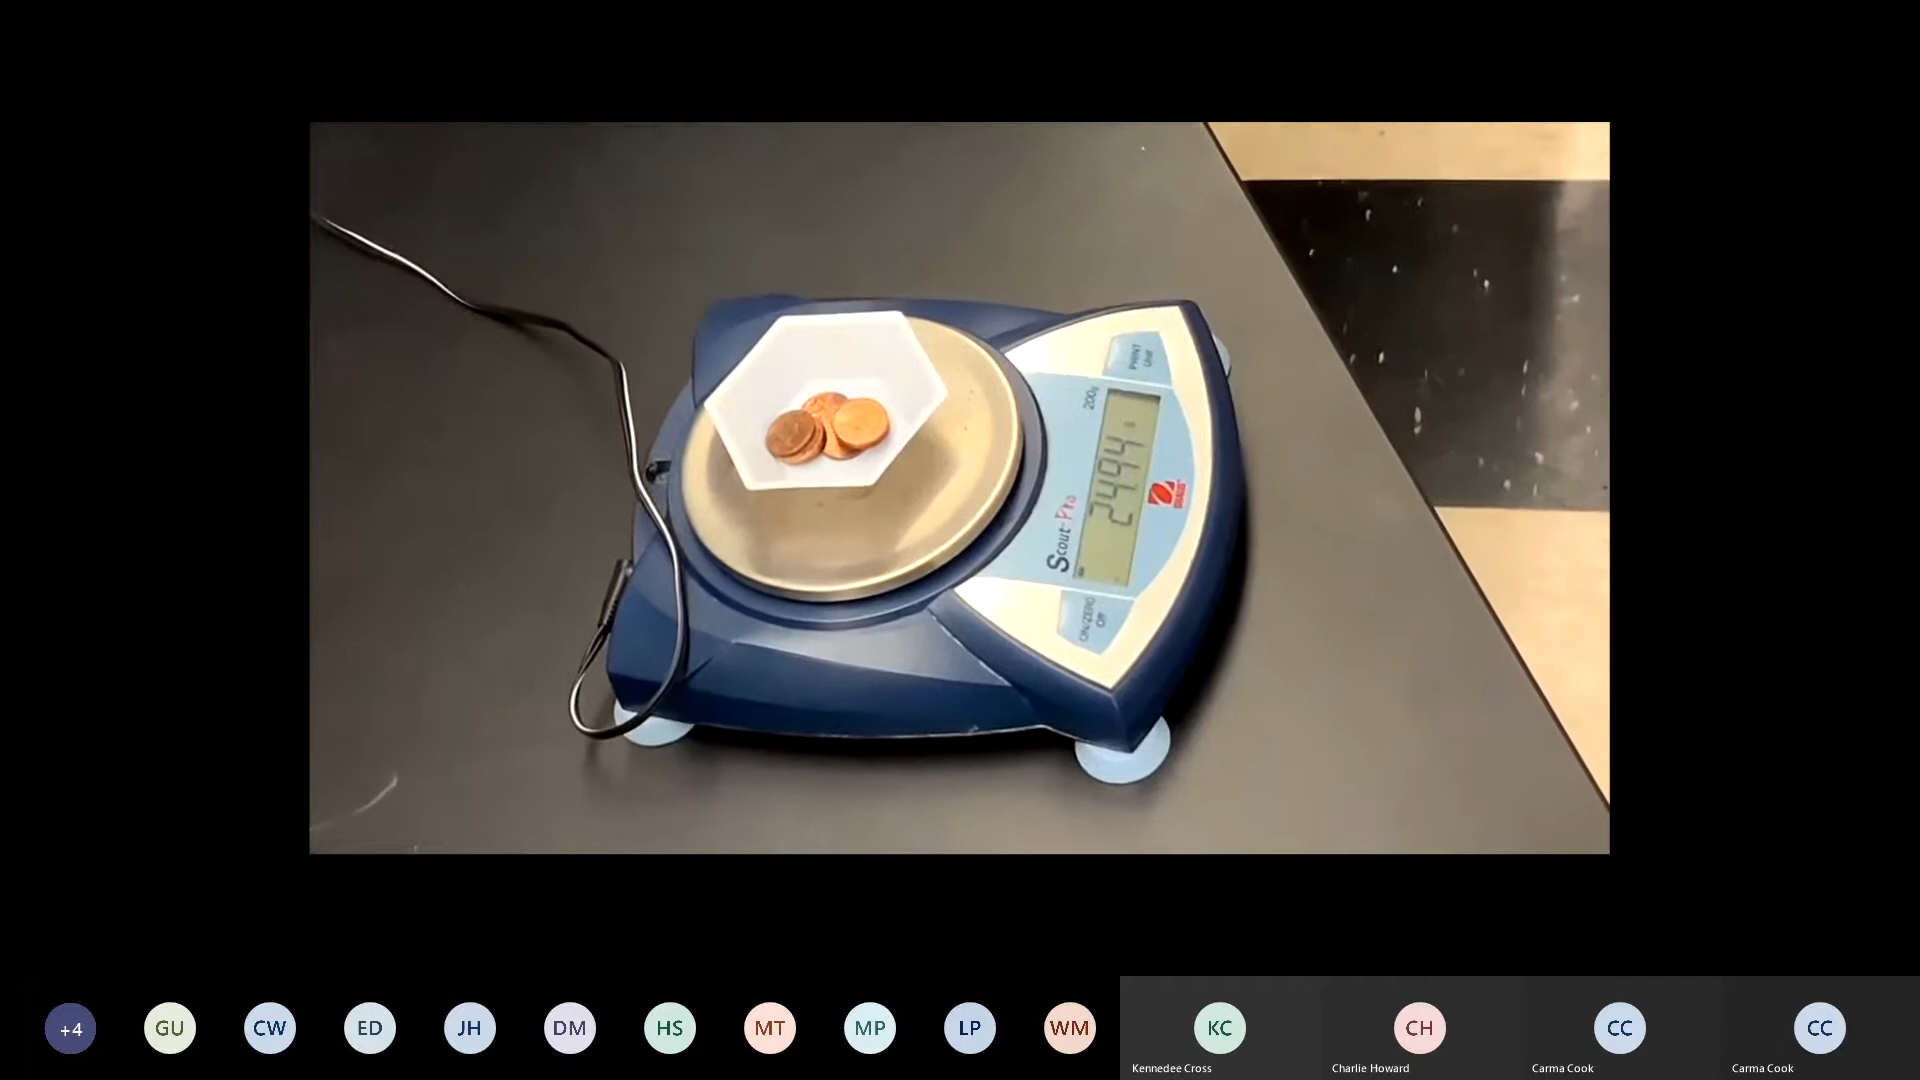 PRINT
Unit
200g
24.94 g
Scout Pro
OHAUS
ON/ZERO
Off
+4
GU
CW
ED
JH
DM
HS
MT
MP
LP
WM
KC
CH
CC
CC
Kennedee Cross
Charlie Howard
Carma Cook
Carma Cook